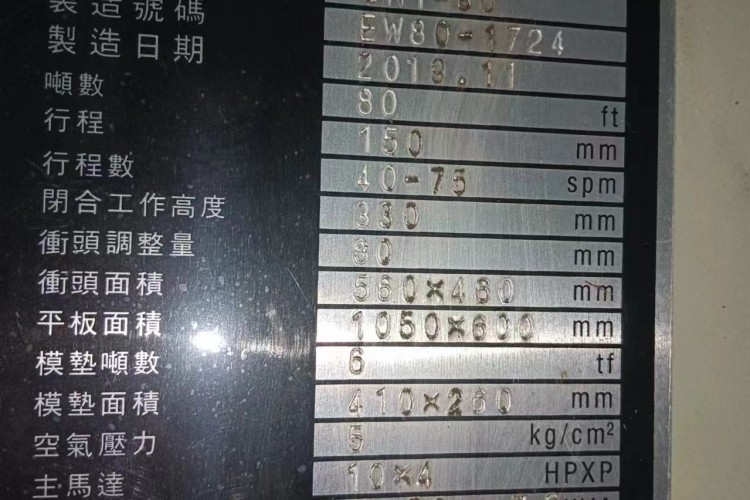 製造號碼 EW80-1724
製造日期
噸數 80 ft
行程 150 mm
行程數 40-75 spm
閉合工作高度 330 mm
衝頭調整量 80 mm
衝頭面積 560×460 mm
平板面積 1050×600 mm
模墊噸數 6 tf
模墊面積 410×260 mm
空氣壓力 5 kg/cm²
主馬達 10×4 HPXP